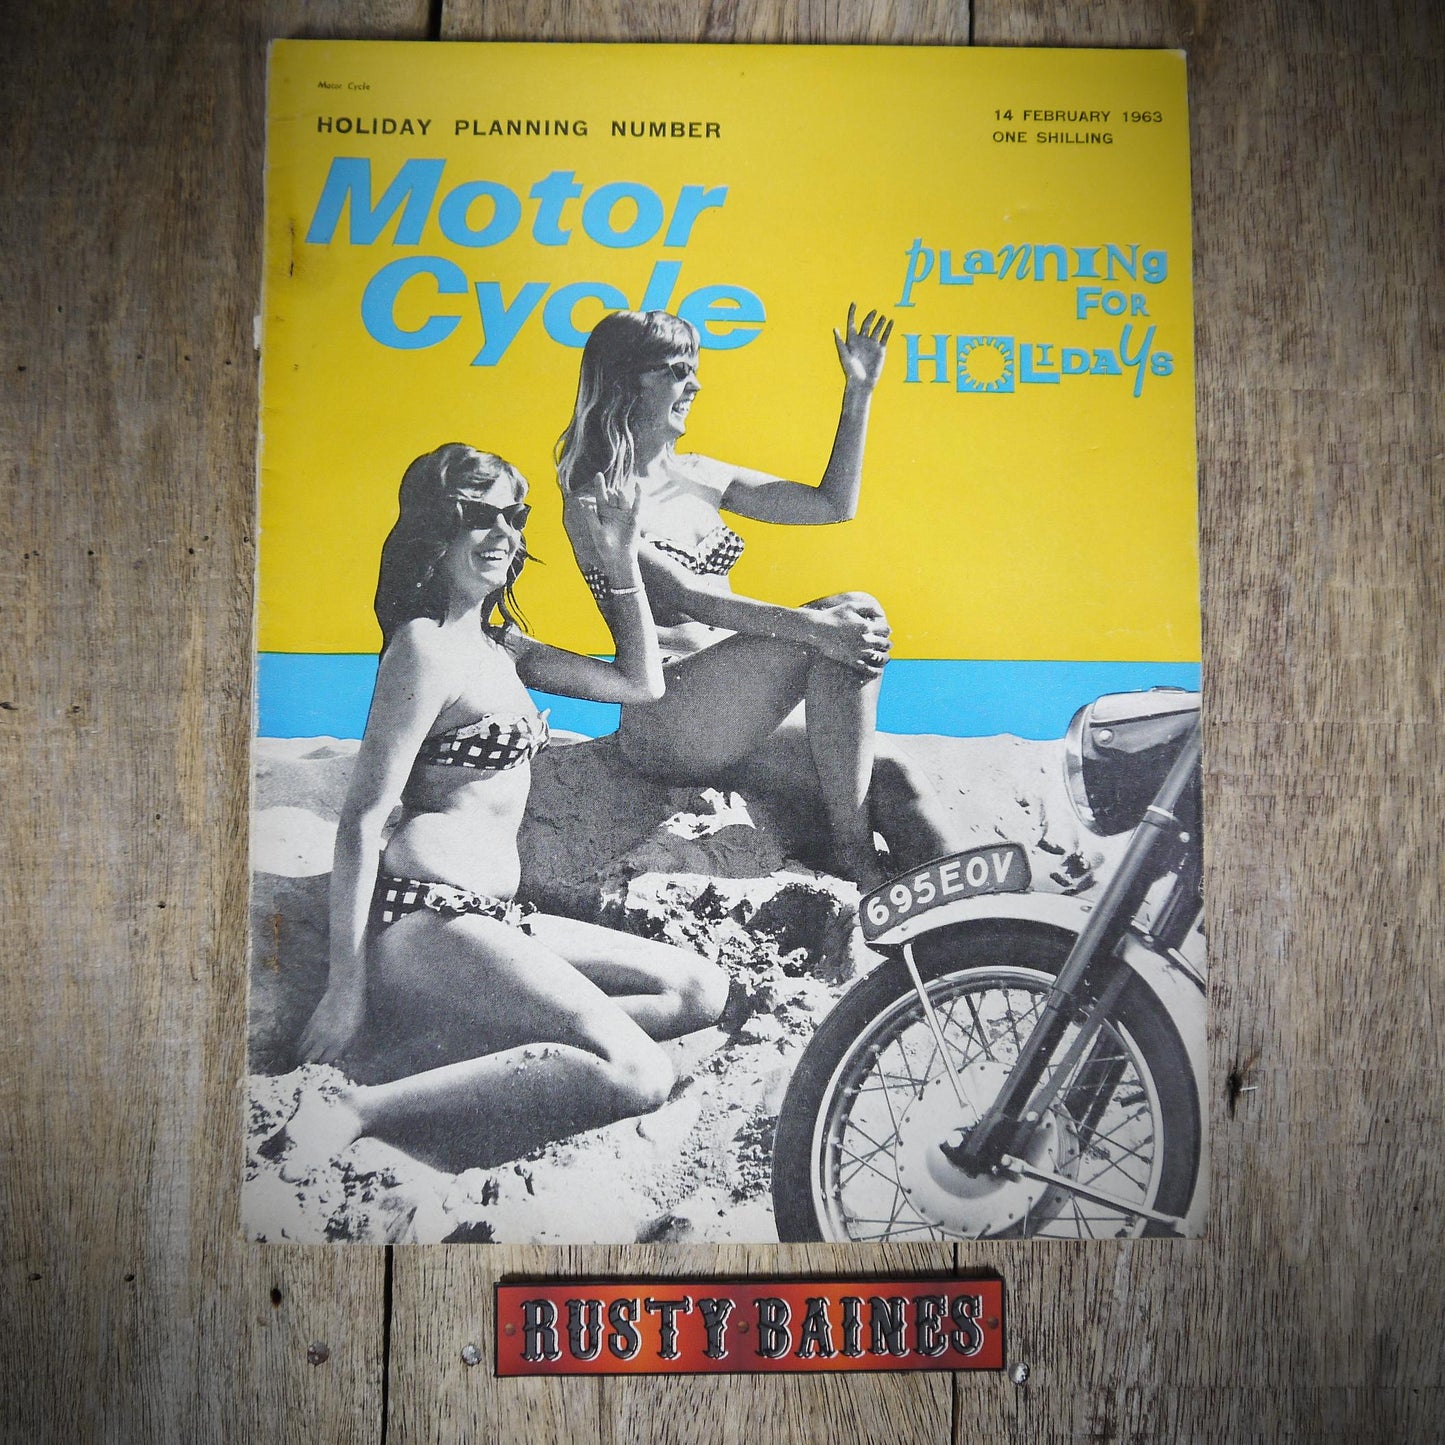 Motor Cycle
HOLIDAY PLANNING NUMBER
14 FEBRUARY 1963
ONE SHILLING
Motor
Cycle
PLanniNg
FOR
HOLiDAYs
695EOV
RUSTY BAINES